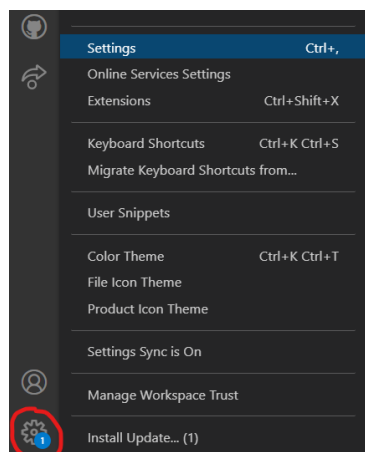 Settings Ctrl+,
Online Services Settings
Extensions Ctrl+Shift+X
Keyboard Shortcuts Ctrl+K Ctrl+S
Migrate Keyboard Shortcuts from...
User Snippets
Color Theme Ctrl+K Ctrl+T
File Icon Theme
Product Icon Theme
Settings Sync is On
Manage Workspace Trust
Install Update... (1)
1